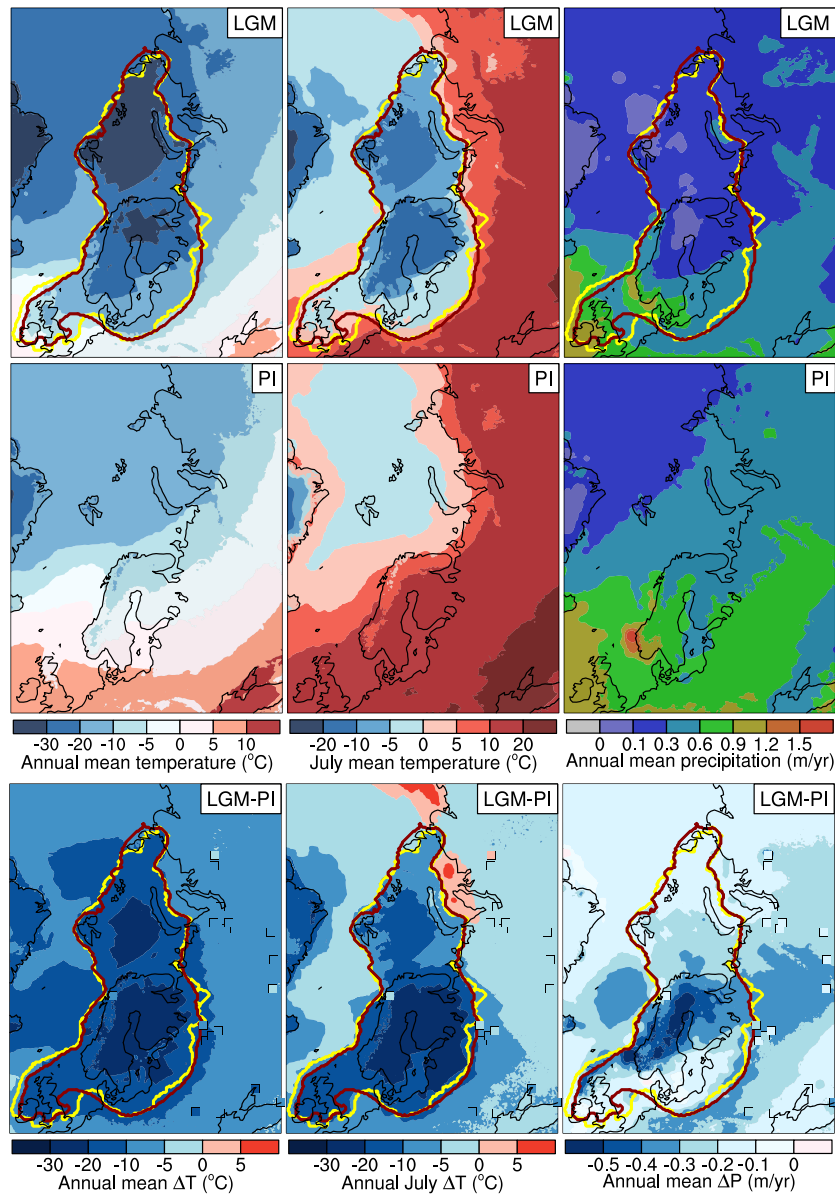 LGM
LGM
LGM
PI
PI
PI
-30 -20 -10 -5 0 5 10
Annual mean temperature (°C)
-20 -10 -5 0 5 10 20
July mean temperature (°C)
0 0.1 0.3 0.6 0.9 1.2 1.5
Annual mean precipitation (m/yr)
LGM-PI
LGM-PI
LGM-PI
-30 -20 -10 -5 0 5
Annual mean ΔT (°C)
-30 -20 -10 -5 0 5
Annual July ΔT (°C)
-0.5 -0.4 -0.3 -0.2 -0.1 0
Annual mean ΔP (m/yr)